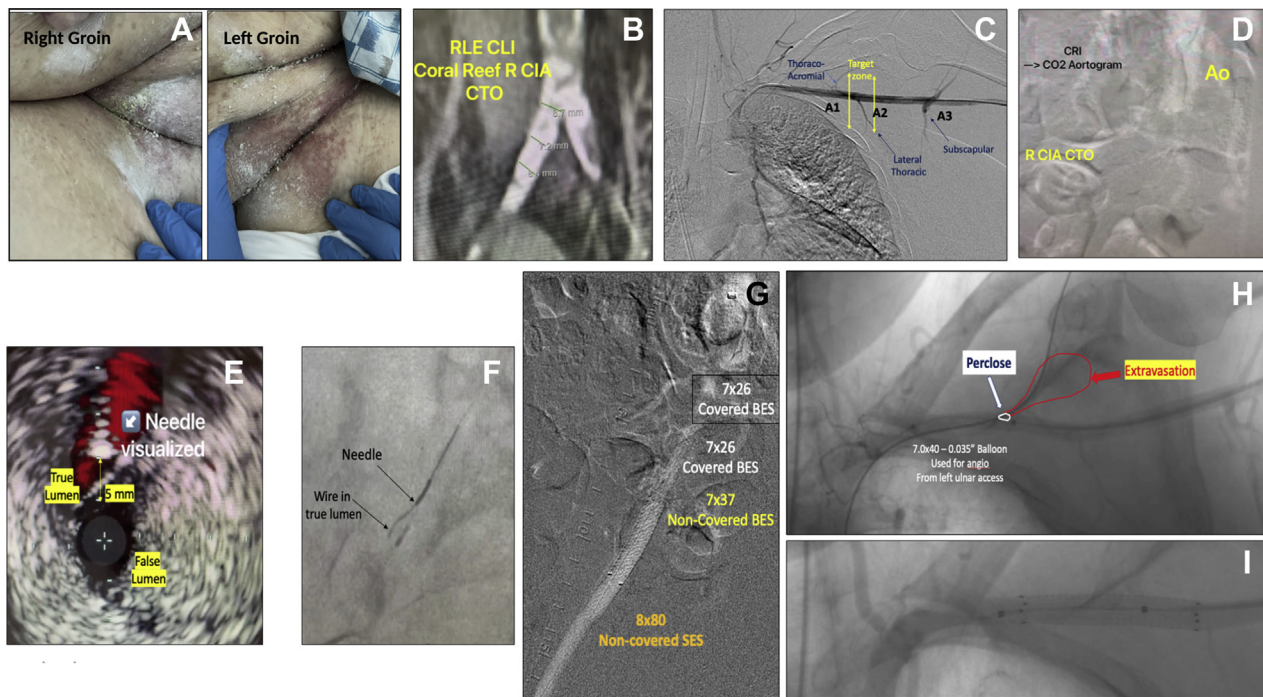 A
Right Groin
Left Groin
B
RLE CLI
Coral Reef R CIA
CTO
C
Thoraco-
Acromial
Target
zone
A1
A2
A3
Lateral
Thoracic
Subscapular
D
CRI
—> CO2 Aortogram
Ao
R CIA CTO
E
Needle
visualized
True
Lumen
5 mm
False
Lumen
F
Needle
Wire in
true lumen
G
7x26
Covered BES
7x26
Covered BES
7x37
Non-Covered BES
8x80
Non-covered SES
H
Perclose
Extravasation
7.0x40 – 0.035” Balloon
Used for angio
From left ulnar access
I